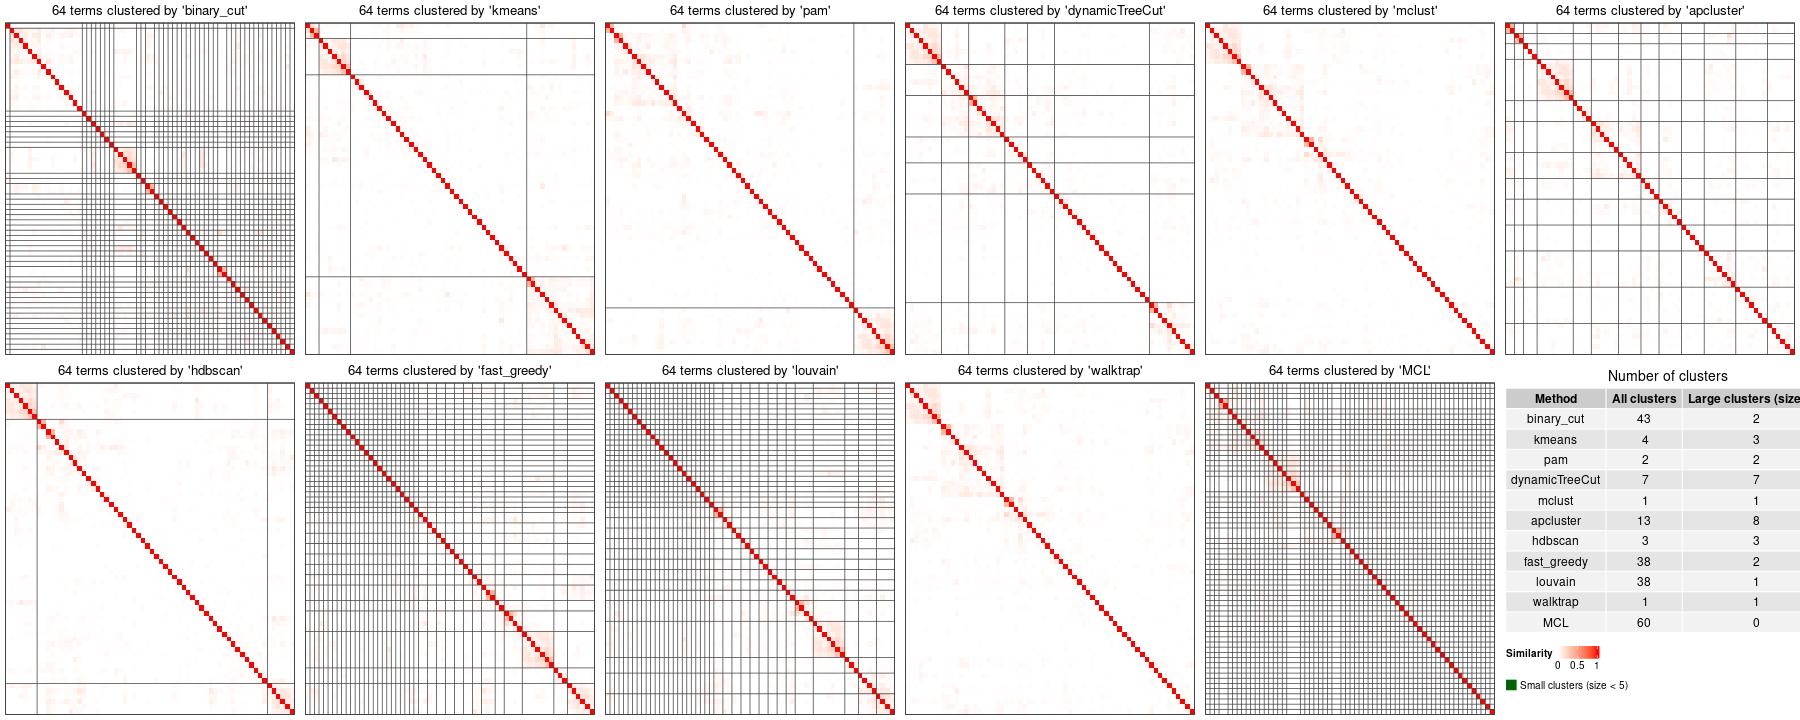 64 terms clustered by 'binary_cut'
64 terms clustered by 'kmeans'
64 terms clustered by 'pam'
64 terms clustered by 'dynamicTreeCut'
64 terms clustered by 'mclust'
64 terms clustered by 'apcluster'
64 terms clustered by 'hdbscan'
64 terms clustered by 'fast_greedy'
64 terms clustered by 'louvain'
64 terms clustered by 'walktrap'
64 terms clustered by 'MCL'
Number of clusters
Method All clusters Large clusters (size
binary_cut 43 2
kmeans 4 3
pam 2 2
dynamicTreeCut 7 7
mclust 1 1
apcluster 13 8
hdbscan 3 3
fast_greedy 38 2
louvain 38 1
walktrap 1 1
MCL 60 0
Similarity
0 0.5 1
Small clusters (size < 5)